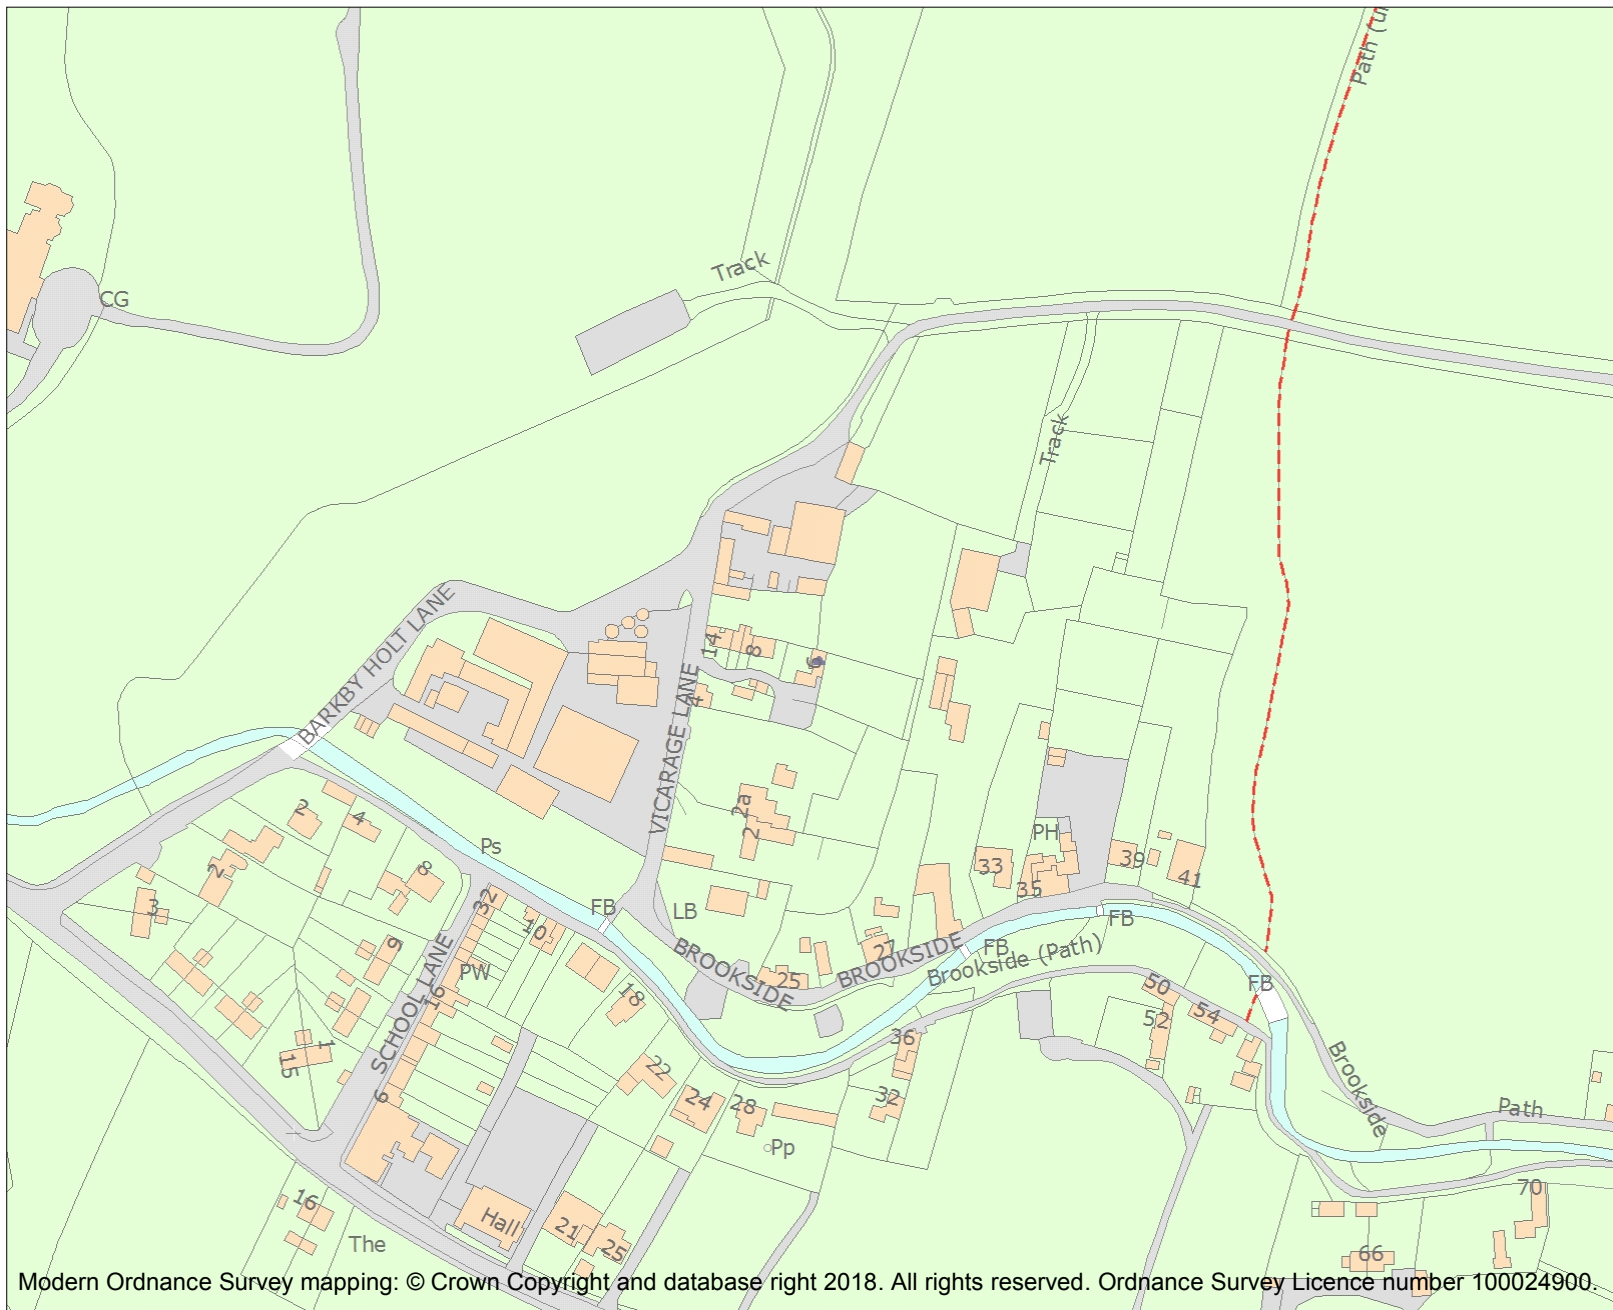 Path (u
Track
CG
Track
BARKBY HOLT LANE
14
8
6
4
VICARAGE LANE
2a
2
PH
33
35
39
41
2
4
Ps
8
2
3
32
10
FB
LB
BROOKSIDE
25
27
BROOKSIDE
FB
FB
Brookside (Path)
FB
9
PW
16
SCHOOL LANE
18
50
52
54
1
15
6
22
24
28
36
32
Brookside
Path
Pp
16
The
Hall
21
25
70
66
Modern Ordnance Survey mapping: © Crown Copyright and database right 2018. All rights reserved. Ordnance Survey Licence number 100024900.